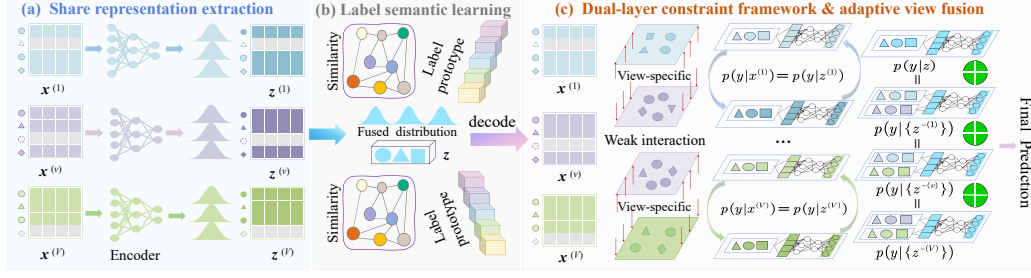 (a) Share representation extraction
x (1)
z (1)
x (v)
z (v)
x (V)
Encoder
z (V)
(b) Label semantic learning
Similarity
Label prototype
Fused distribution
z
Similarity
Label prototype
decode
(c) Dual-layer constraint framework & adaptive view fusion
x (1)
x (v)
x (V)
View-specific
Weak interaction
View-specific
p(y|x^(1)) = p(y|z^(1))
...
p(y|x^(V)) = p(y|z^(V))
p(y|z)
=
p(y|{z^~(1)})
=
p(y|{z^~(v)})
=
p(y|{z^~(V)})
Final Prediction